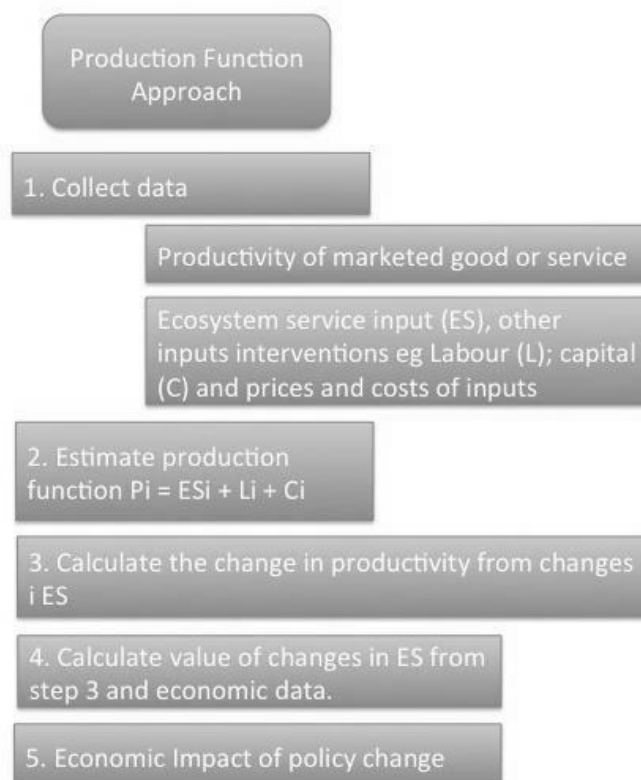 Production Function
Approach
1. Collect data
Productivity of marketed good or service
Ecosystem service input (ES), other
inputs interventions eg Labour (L); capital
(C) and prices and costs of inputs
2. Estimate production
function Pi = ESi + Li + Ci
3. Calculate the change in productivity from changes
i ES
4. Calculate value of changes in ES from
step 3 and economic data.
5. Economic Impact of policy change